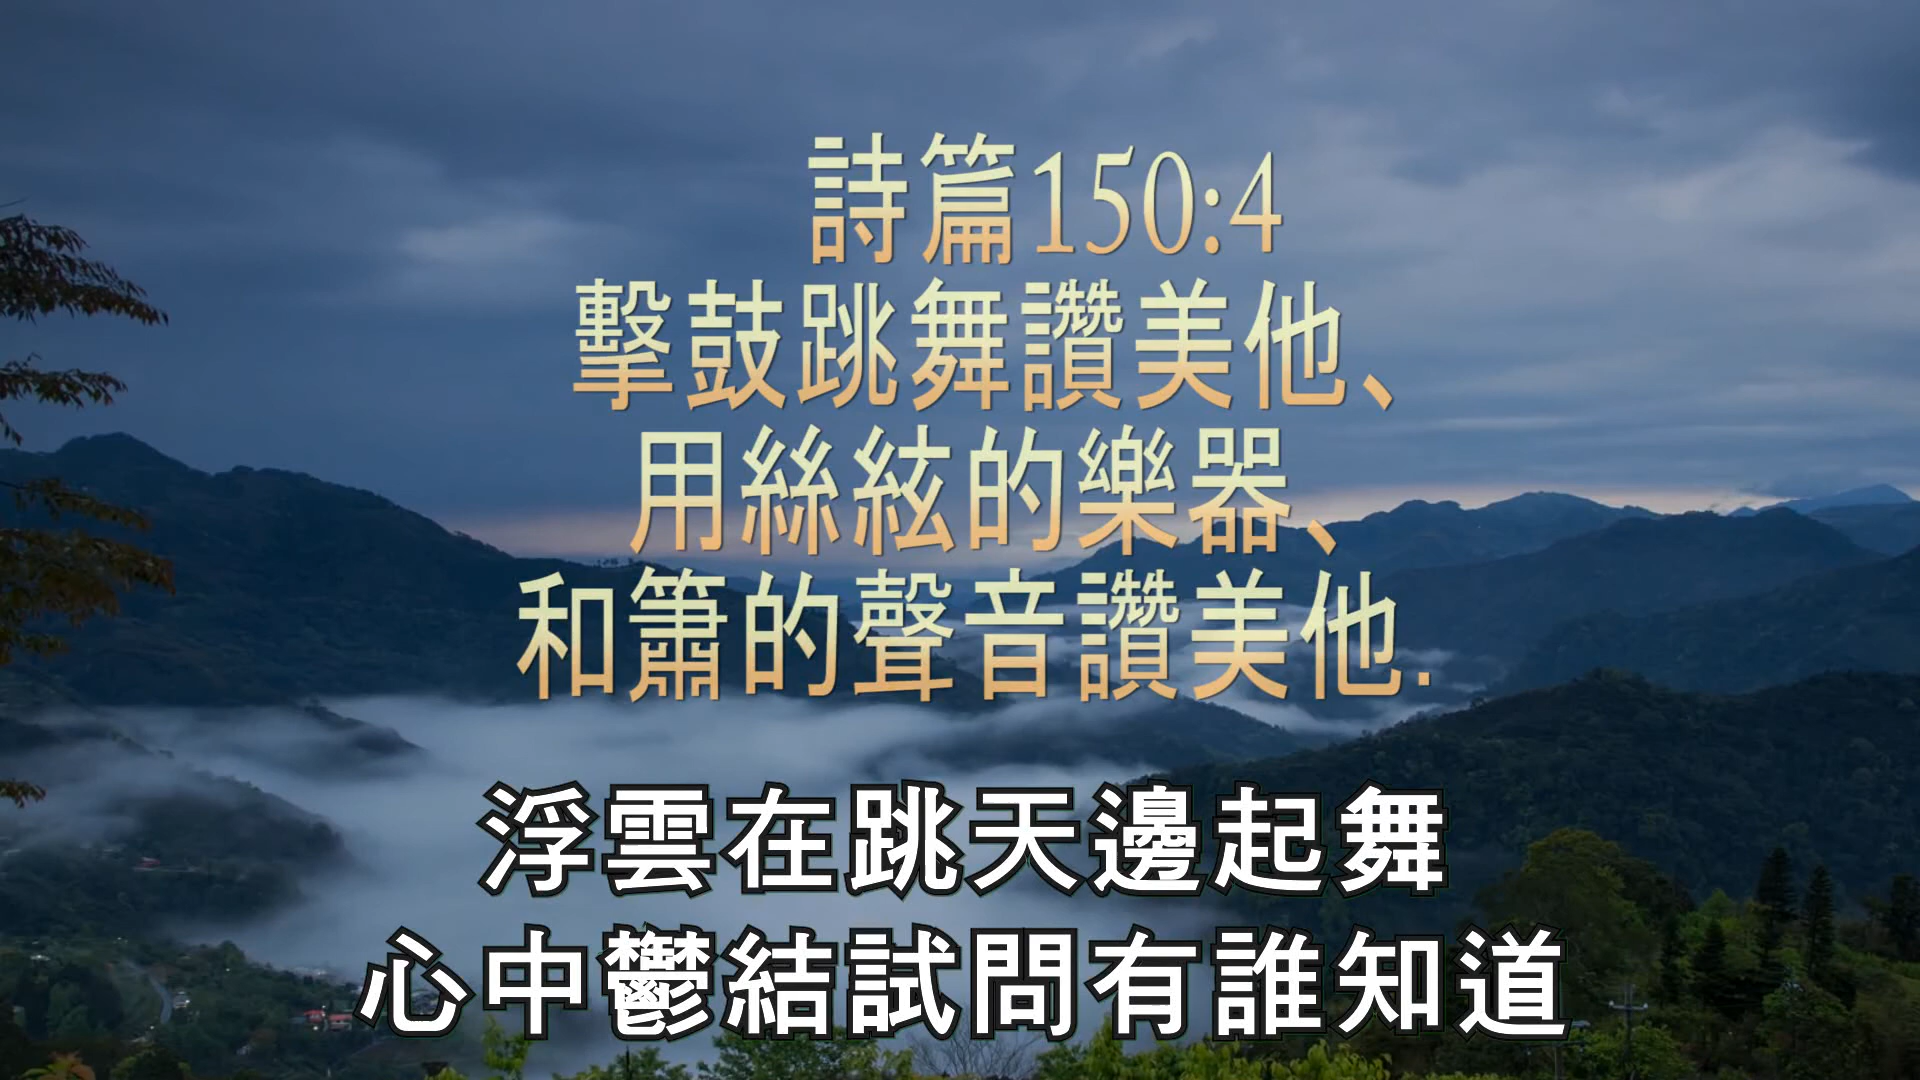 詩篇150:4
擊鼓跳舞讚美他、
用絲絃的樂器、
和簫的聲音讚美他.
浮雲在跳天邊起舞
心中鬱結試問有誰知道